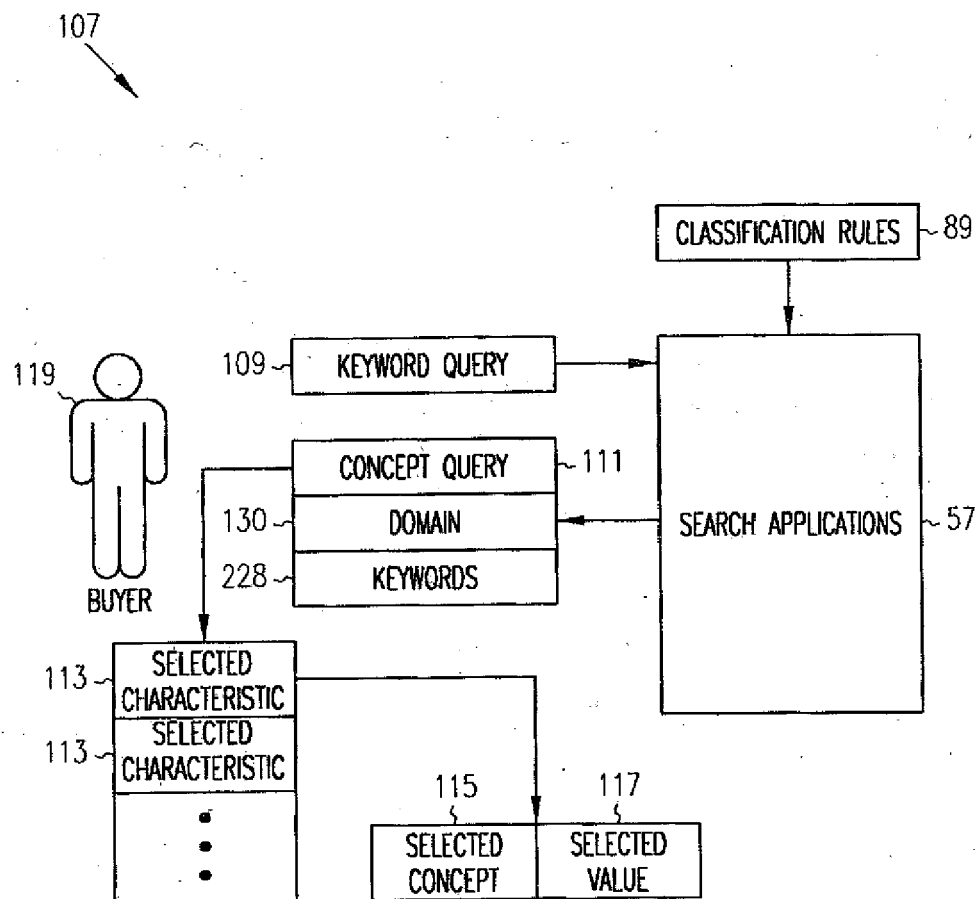 107
CLASSIFICATION RULES 89
119
109 KEYWORD QUERY
CONCEPT QUERY 111
130 DOMAIN
SEARCH APPLICATIONS 57
228 KEYWORDS
BUYER
113 SELECTED
CHARACTERISTIC
113 SELECTED
CHARACTERISTIC
115 117
SELECTED
CONCEPT
SELECTED
VALUE